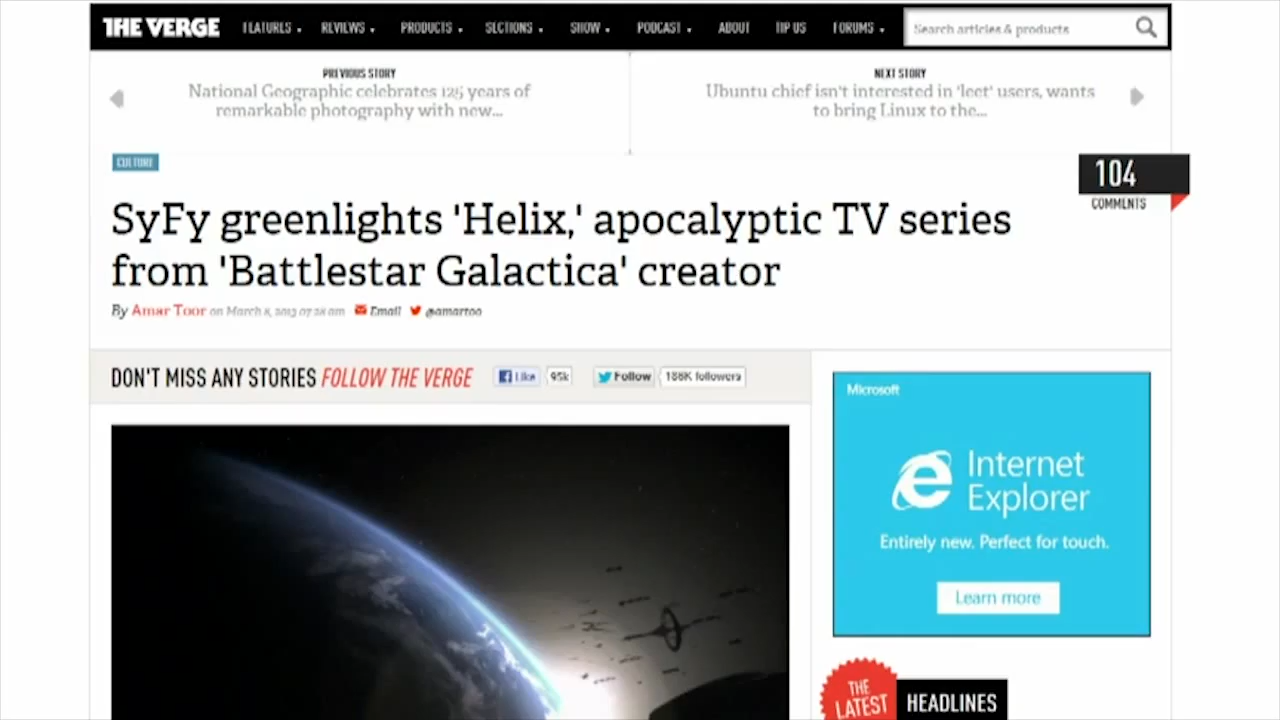 THE VERGE FEATURES REVIEWS PRODUCTS SECTIONS SHOW PODCAST ABOUT TIP US FORUMS Search articles & products
PREVIOUS STORY
National Geographic celebrates 125 years of
remarkable photography with new...
NEXT STORY
Ubuntu chief isn't interested in 'leet' users, wants
to bring Linux to the...
CULTURE
104
COMMENTS
SyFy greenlights 'Helix,' apocalyptic TV series
from 'Battlestar Galactica' creator
By Amar Toor on March 8, 2013 07:28 am Email @amartoo
DON'T MISS ANY STORIES FOLLOW THE VERGE Like 95k Follow 186K followers
Microsoft
Internet
Explorer
Entirely new. Perfect for touch.
Learn more
THE
LATEST
HEADLINES